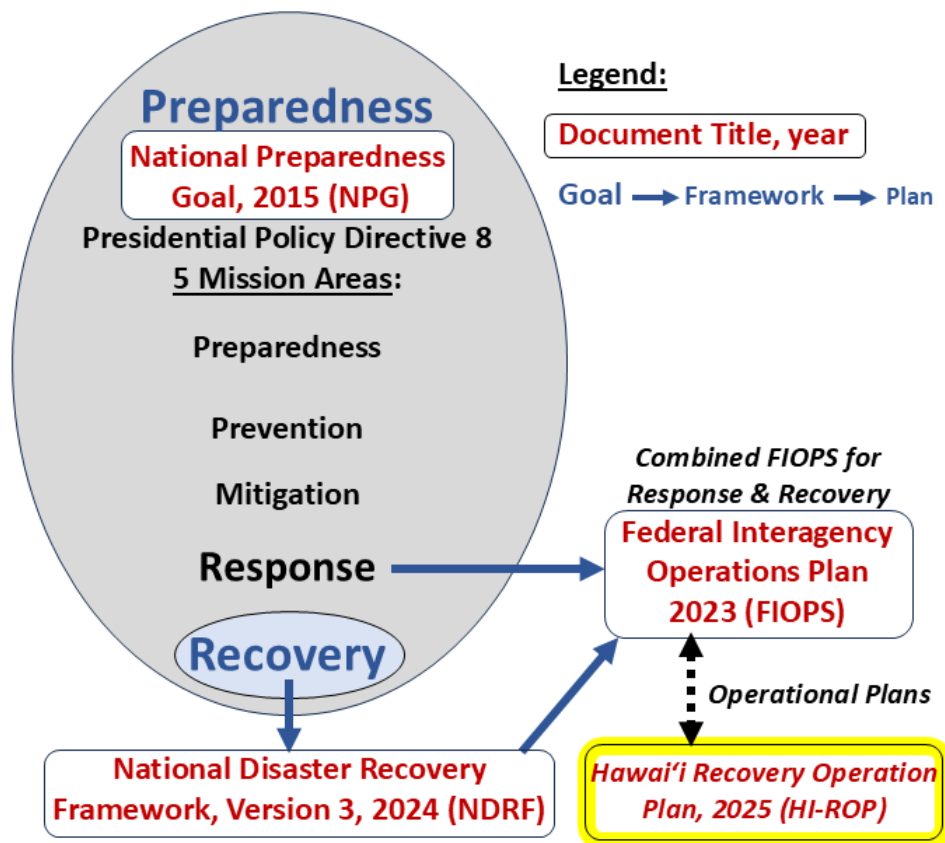 Preparedness
National Preparedness
Goal, 2015 (NPG)
Presidential Policy Directive 8
5 Mission Areas:
Preparedness
Prevention
Mitigation
Response
Recovery
National Disaster Recovery
Framework, Version 3, 2024 (NDRF)
Legend:
Document Title, year
Goal Framework Plan
Combined FIOPS for
Response & Recovery
Federal Interagency
Operations Plan
2023 (FIOPS)
Operational Plans
Hawaiʻi Recovery Operation
Plan, 2025 (HI-ROP)